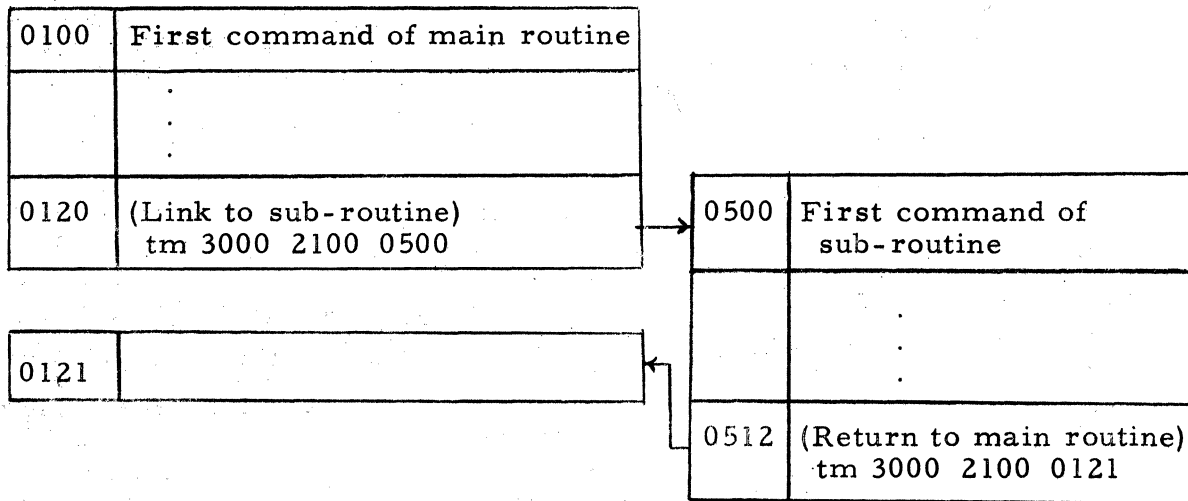 0100 First command of main routine
.
.
.
0120 (Link to sub-routine)
tm 3000 2100 0500
0500 First command of
sub-routine
.
.
.
0121
0512 (Return to main routine)
tm 3000 2100 0121